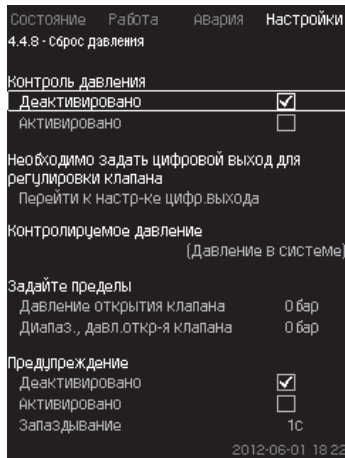 Состояние Работа Авария Настройки
4.4.8 - Сброс давления
Контроль давления
Деактивировано
Активировано
Необходимо задать цифровой выход для
регулировки клапана
Перейти к настр-ке цифр.выхода
Контролируемое давление
(Давление в системе)
Задайте пределы
Давление открытия клапана 0 бар
Диапаз., давл.откр-я клапана 0 бар
Предупреждение
Деактивировано
Активировано
Запаздывание 1с
2012-06-01 18:22